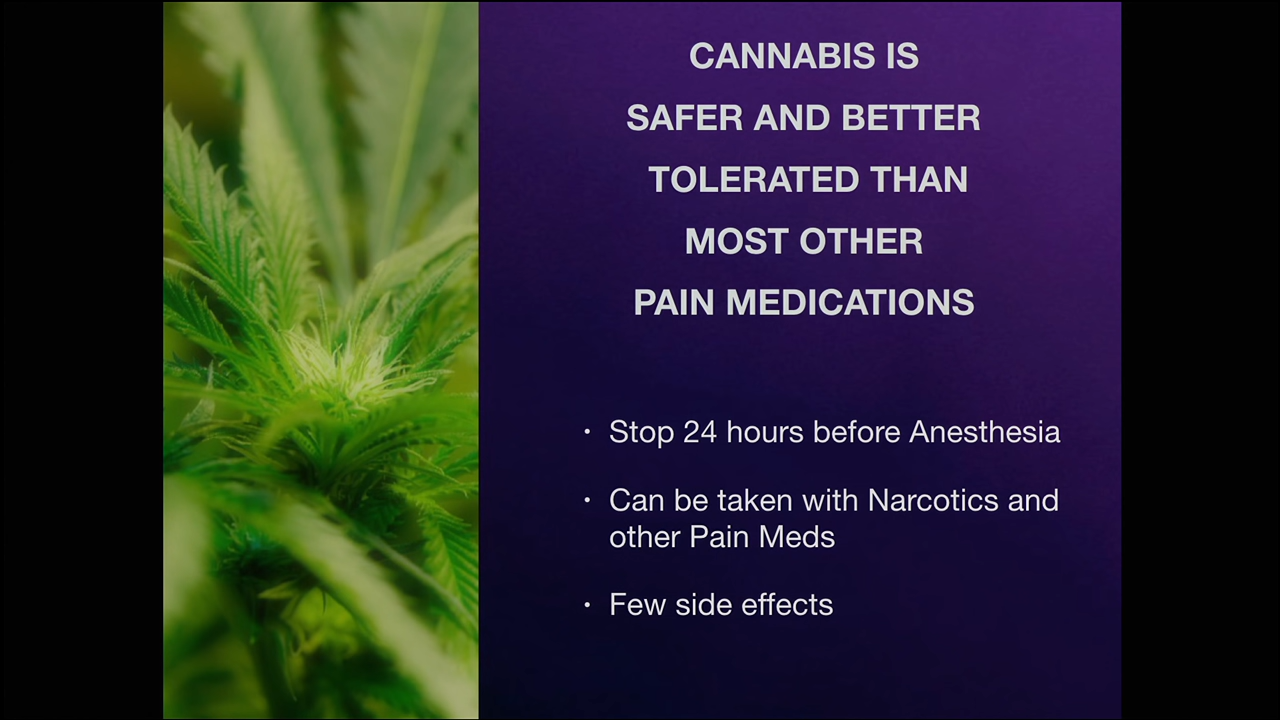 CANNABIS IS
SAFER AND BETTER
TOLERATED THAN
MOST OTHER
PAIN MEDICATIONS
· Stop 24 hours before Anesthesia
· Can be taken with Narcotics and
other Pain Meds
· Few side effects